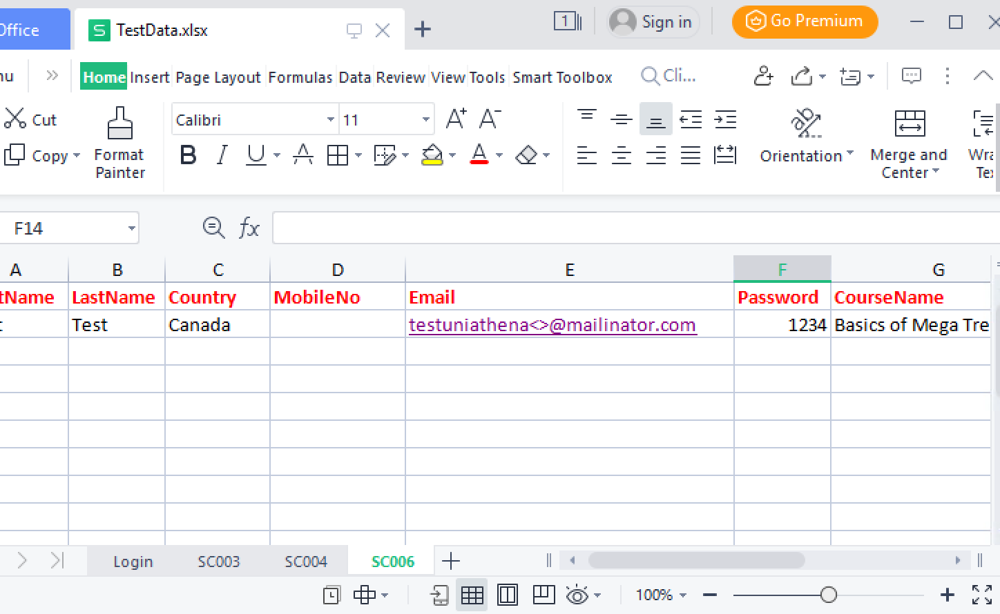 Office TestData.xlsx 1 Sign in Go Premium
nu Home Insert Page Layout Formulas Data Review View Tools Smart Toolbox Cli...
Cut Calibri 11 A+ A-
Copy Format Painter B I U A A Orientation Merge and Center Wra Tex
F14 fx
A B C D E F G
tName LastName Country MobileNo Email Password CourseName
t Test Canada testuniathena<>@mailinator.com 1234 Basics of Mega Tre
Login SC003 SC004 SC006
100%